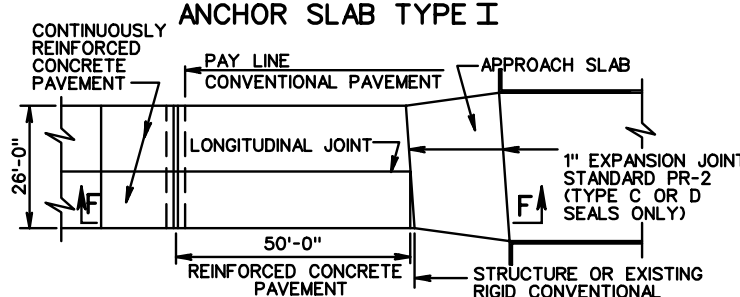 ANCHOR SLAB TYPE I
CONTINUOUSLY
REINFORCED
CONCRETE
PAVEMENT
PAY LINE
CONVENTIONAL PAVEMENT
APPROACH SLAB
LONGITUDINAL JOINT
26'-0"
1" EXPANSION JOINT
STANDARD PR-2
(TYPE C OR D
SEALS ONLY)
F
F
50'-0"
REINFORCED CONCRETE
PAVEMENT
STRUCTURE OR EXISTING
RIGID CONVENTIONAL